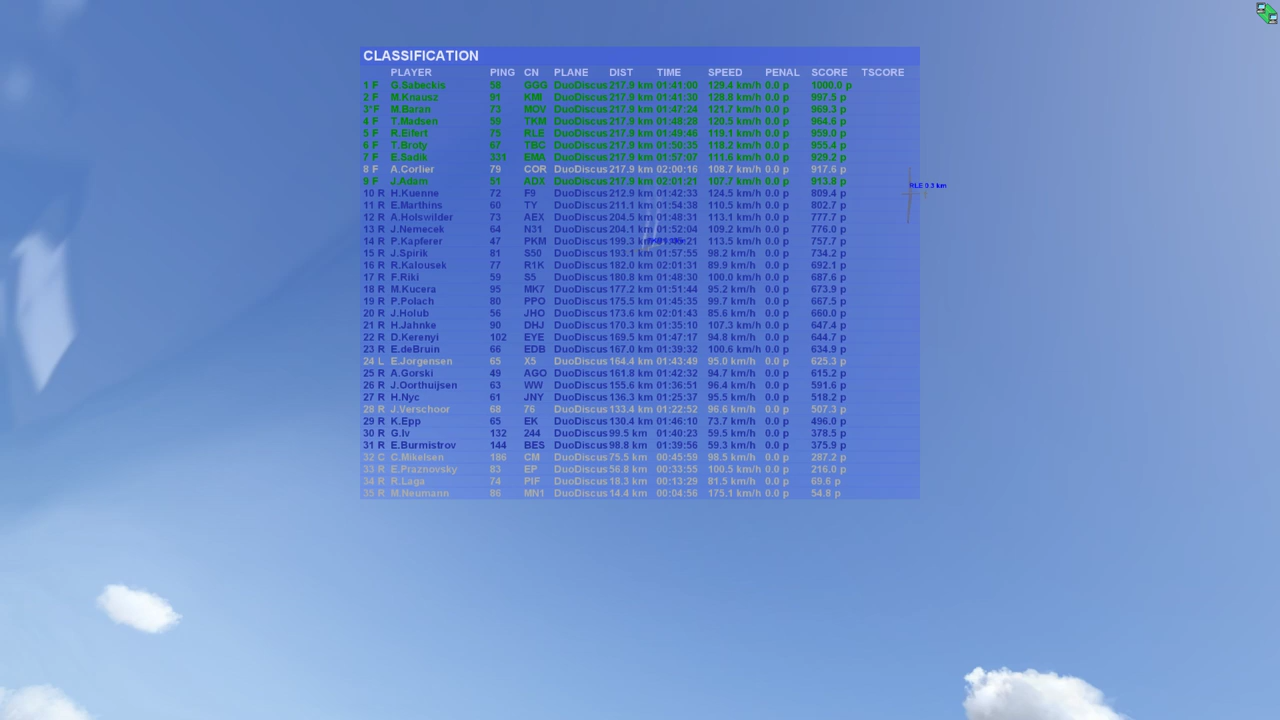 CLASSIFICATION
PLAYER PING CN PLANE DIST TIME SPEED PENAL SCORE TSCORE
1 F G.Sabeckis 58 GGG DuoDiscus 217.9 km 01:41:00 129.4 km/h 0.0 p 1000.0 p
2 F M.Knausz 91 KMI DuoDiscus 217.9 km 01:41:30 128.8 km/h 0.0 p 997.5 p
3*F M.Baran 73 MOV DuoDiscus 217.9 km 01:47:24 121.7 km/h 0.0 p 969.3 p
4 F T.Madsen 59 TKM DuoDiscus 217.9 km 01:48:28 120.5 km/h 0.0 p 964.6 p
5 F R.Eifert 75 RLE DuoDiscus 217.9 km 01:49:46 119.1 km/h 0.0 p 959.0 p
6 F T.Broty 67 TBC DuoDiscus 217.9 km 01:50:35 118.2 km/h 0.0 p 955.4 p
7 F E.Sadik 331 EMA DuoDiscus 217.9 km 01:57:07 111.6 km/h 0.0 p 929.2 p
8 F A.Corlier 79 COR DuoDiscus 217.9 km 02:00:16 108.7 km/h 0.0 p 917.6 p
9 F J.Adam 51 ADX DuoDiscus 217.9 km 02:01:21 107.7 km/h 0.0 p 913.8 p
RLE 0.3 km
10 R H.Kuenne 72 F9 DuoDiscus 212.9 km 01:42:33 124.5 km/h 0.0 p 809.4 p
11 R E.Marthins 60 TY DuoDiscus 211.1 km 01:54:38 110.5 km/h 0.0 p 802.7 p
12 R A.Holswilder 73 AEX DuoDiscus 204.5 km 01:48:31 113.1 km/h 0.0 p 777.7 p
13 R J.Nemecek 64 N31 DuoDiscus 204.1 km 01:52:04 109.2 km/h 0.0 p 776.0 p
14 R P.Kapferer 47 PKM DuoDiscus 199.3 km 113.5 km/h 0.0 p 757.7 p
15 R J.Spirik 81 S50 DuoDiscus 193.1 km 01:57:55 98.2 km/h 0.0 p 734.2 p
16 R R.Kalousek 77 R1K DuoDiscus 182.0 km 02:01:31 89.9 km/h 0.0 p 692.1 p
17 R F.Riki 59 S5 DuoDiscus 180.8 km 01:48:30 100.0 km/h 0.0 p 687.6 p
18 R M.Kucera 95 MK7 DuoDiscus 177.2 km 01:51:44 95.2 km/h 0.0 p 673.9 p
19 R P.Polach 80 PPO DuoDiscus 175.5 km 01:45:35 99.7 km/h 0.0 p 667.5 p
20 R J.Holub 56 JHO DuoDiscus 173.6 km 02:01:43 85.6 km/h 0.0 p 660.0 p
21 R H.Jahnke 90 DHJ DuoDiscus 170.3 km 01:35:10 107.3 km/h 0.0 p 647.4 p
22 R D.Kerenyi 102 EYE DuoDiscus 169.5 km 01:47:17 94.8 km/h 0.0 p 644.7 p
23 R E.deBruin 66 EDB DuoDiscus 167.0 km 01:39:32 100.6 km/h 0.0 p 634.9 p
24 L E.Jorgensen 65 X5 DuoDiscus 164.4 km 01:43:49 95.0 km/h 0.0 p 625.3 p
25 R A.Gorski 49 AGO DuoDiscus 161.8 km 01:42:32 94.7 km/h 0.0 p 615.2 p
26 R J.Oorthuijsen 63 WW DuoDiscus 155.6 km 01:36:51 96.4 km/h 0.0 p 591.6 p
27 R H.Nyc 61 JNY DuoDiscus 136.3 km 01:25:37 95.5 km/h 0.0 p 518.2 p
28 R J.Verschoor 68 76 DuoDiscus 133.4 km 01:22:52 96.6 km/h 0.0 p 507.3 p
29 R K.Epp 65 EK DuoDiscus 130.4 km 01:46:10 73.7 km/h 0.0 p 496.0 p
30 R G.Iv 132 244 DuoDiscus 99.5 km 01:40:23 59.5 km/h 0.0 p 378.5 p
31 R E.Burmistrov 144 BES DuoDiscus 98.8 km 01:39:56 59.3 km/h 0.0 p 375.9 p
32 C C.Mikelsen 186 CM DuoDiscus 75.5 km 00:45:59 98.5 km/h 0.0 p 287.2 p
33 R E.Praznovsky 83 EP DuoDiscus 56.8 km 00:33:55 100.5 km/h 0.0 p 216.0 p
34 R R.Laga 74 PIF DuoDiscus 18.3 km 00:13:29 81.5 km/h 0.0 p 69.6 p
35 R M.Neumann 86 MN1 DuoDiscus 14.4 km 00:04:56 175.1 km/h 0.0 p 54.8 p